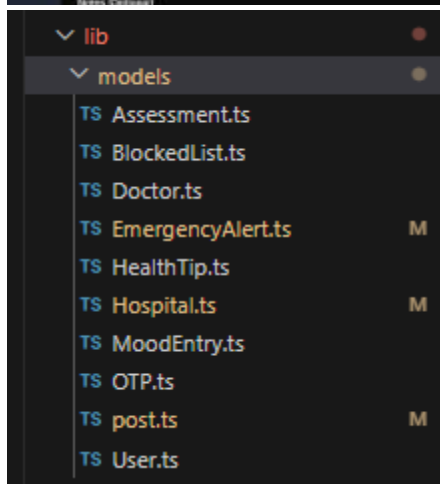 lib
models
TS Assessment.ts
TS BlockedList.ts
TS Doctor.ts
TS EmergencyAlert.ts M
TS HealthTip.ts
TS Hospital.ts M
TS MoodEntry.ts
TS OTP.ts
TS post.ts M
TS User.ts